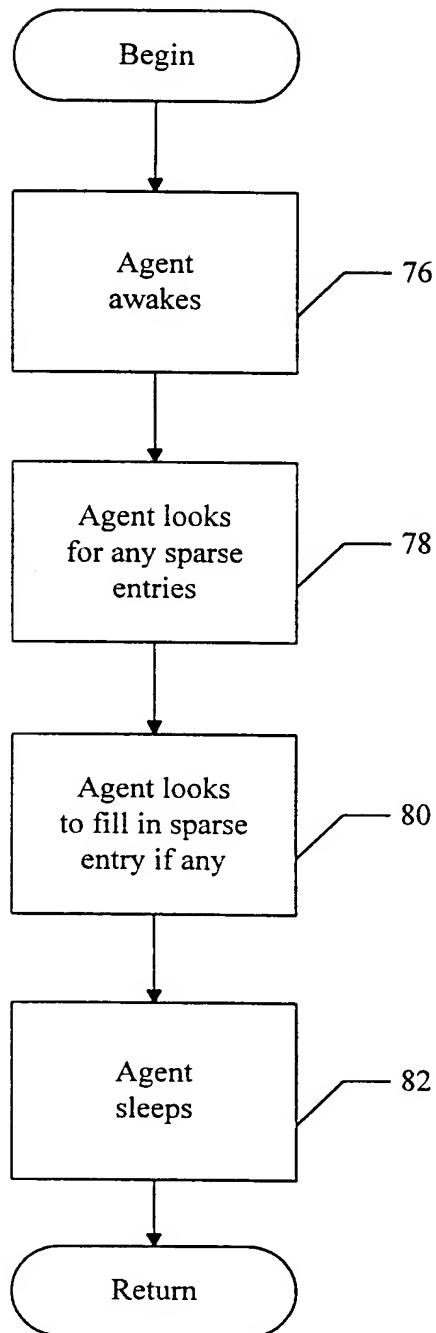 Begin
Agent
awakes
76
Agent looks
for any sparse
entries
78
Agent looks
to fill in sparse
entry if any
80
Agent
sleeps
82
Return